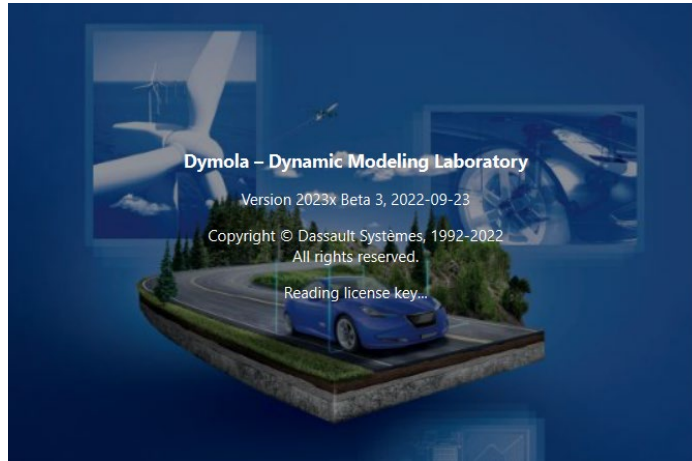 Dymola – Dynamic Modeling Laboratory
Version 2023x Beta 3, 2022-09-23
Copyright © Dassault Systèmes, 1992-2022
All rights reserved.
Reading license key...